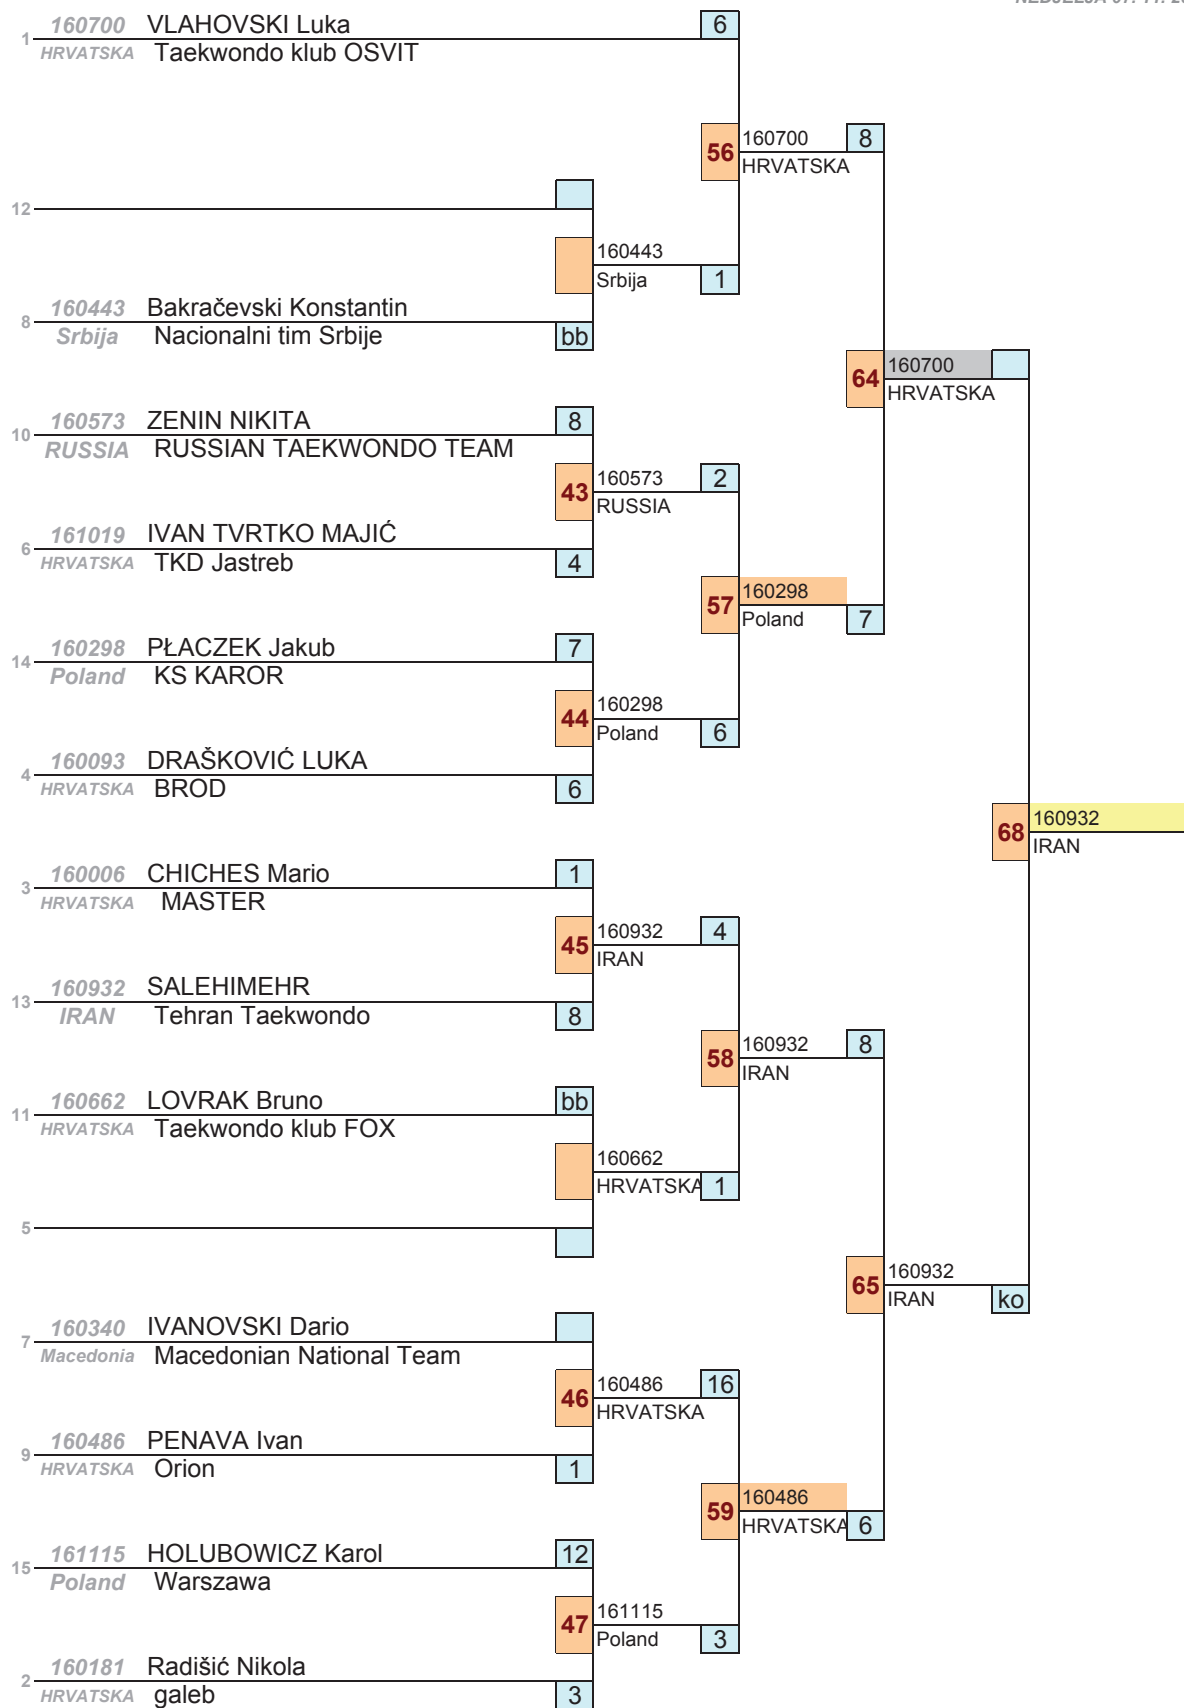 160700 VLAHOVSKI Luka 6
1
HRVATSKA Taekwondo klub OSVIT
56 160700 8
HRVATSKA
12
160443
Srbija 1
160443 Bakračevski Konstantin
8
Srbija Nacionalni tim Srbije bb
64 160700
HRVATSKA
160573 ZENIN NIKITA 8
10
RUSSIA RUSSIAN TAEKWONDO TEAM
43 160573 2
RUSSIA
161019 IVAN TVRTKO MAJIĆ
6
HRVATSKA TKD Jastreb 4
57 160298
Poland 7
160298 PŁACZEK Jakub 7
14
Poland KS KAROR
44 160298
Poland 6
160093 DRAŠKOVIĆ LUKA
4
HRVATSKA BROD 6
68 160932
IRAN
160006 CHICHES Mario 1
3
HRVATSKA MASTER
45 160932 4
IRAN
160932 SALEHIMEHR
13
IRAN Tehran Taekwondo 8
58 160932 8
IRAN
160662 LOVRAK Bruno bb
11
HRVATSKA Taekwondo klub FOX
160662
HRVATSKA 1
5
65 160932
IRAN ko
160340 IVANOVSKI Dario
7
Macedonia Macedonian National Team
46 160486 16
HRVATSKA
160486 PENAVA Ivan
9
HRVATSKA Orion 1
59 160486
HRVATSKA 6
161115 HOLUBOWICZ Karol 12
15
Poland Warszawa
47 161115
Poland 3
160181 Radišić Nikola
2
HRVATSKA galeb 3